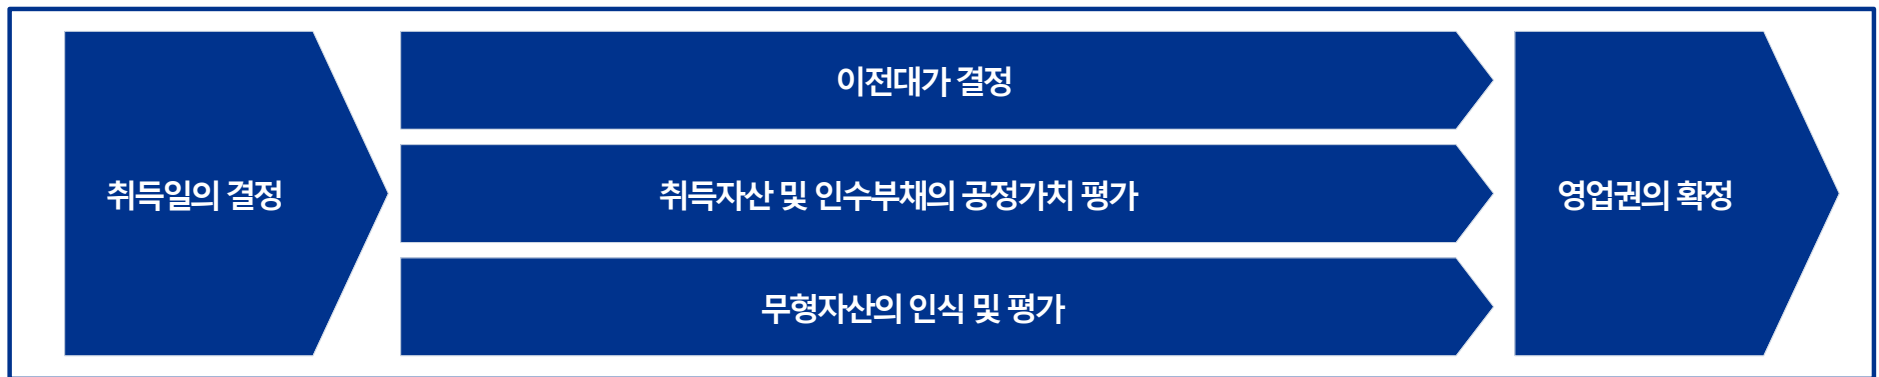 취득일의 결정
이전대가 결정
취득자산 및 인수부채의 공정가치 평가
무형자산의 인식 및 평가
영업권의 확정